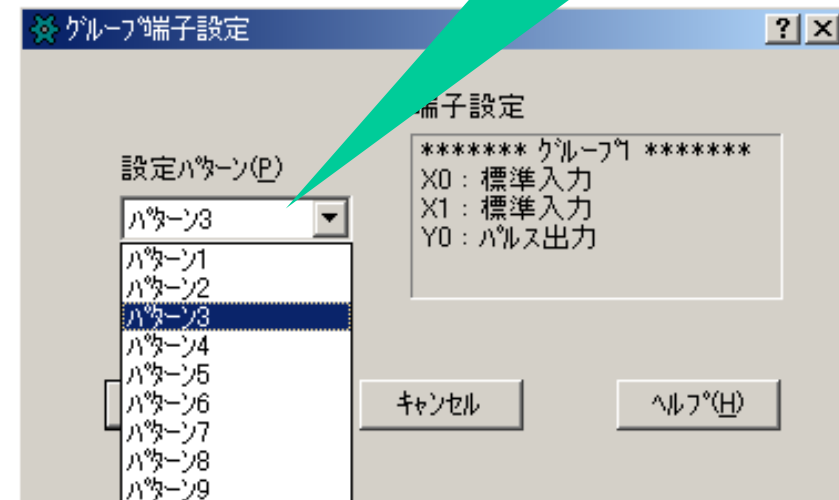 ｸﾞﾙｰﾌﾟ端子設定
端子設定
設定ﾊﾟﾀｰﾝ(P)
******* ｸﾞﾙｰﾌﾟ1 *******
X0 : 標準入力
X1 : 標準入力
Y0 : ﾊﾟﾙｽ出力
ﾊﾟﾀｰﾝ3
ﾊﾟﾀｰﾝ1
ﾊﾟﾀｰﾝ2
ﾊﾟﾀｰﾝ3
ﾊﾟﾀｰﾝ4
ﾊﾟﾀｰﾝ5
ﾊﾟﾀｰﾝ6
ﾊﾟﾀｰﾝ7
ﾊﾟﾀｰﾝ8
ﾊﾟﾀｰﾝ9
ｷｬﾝｾﾙ
ﾍﾙﾌﾟ(H)